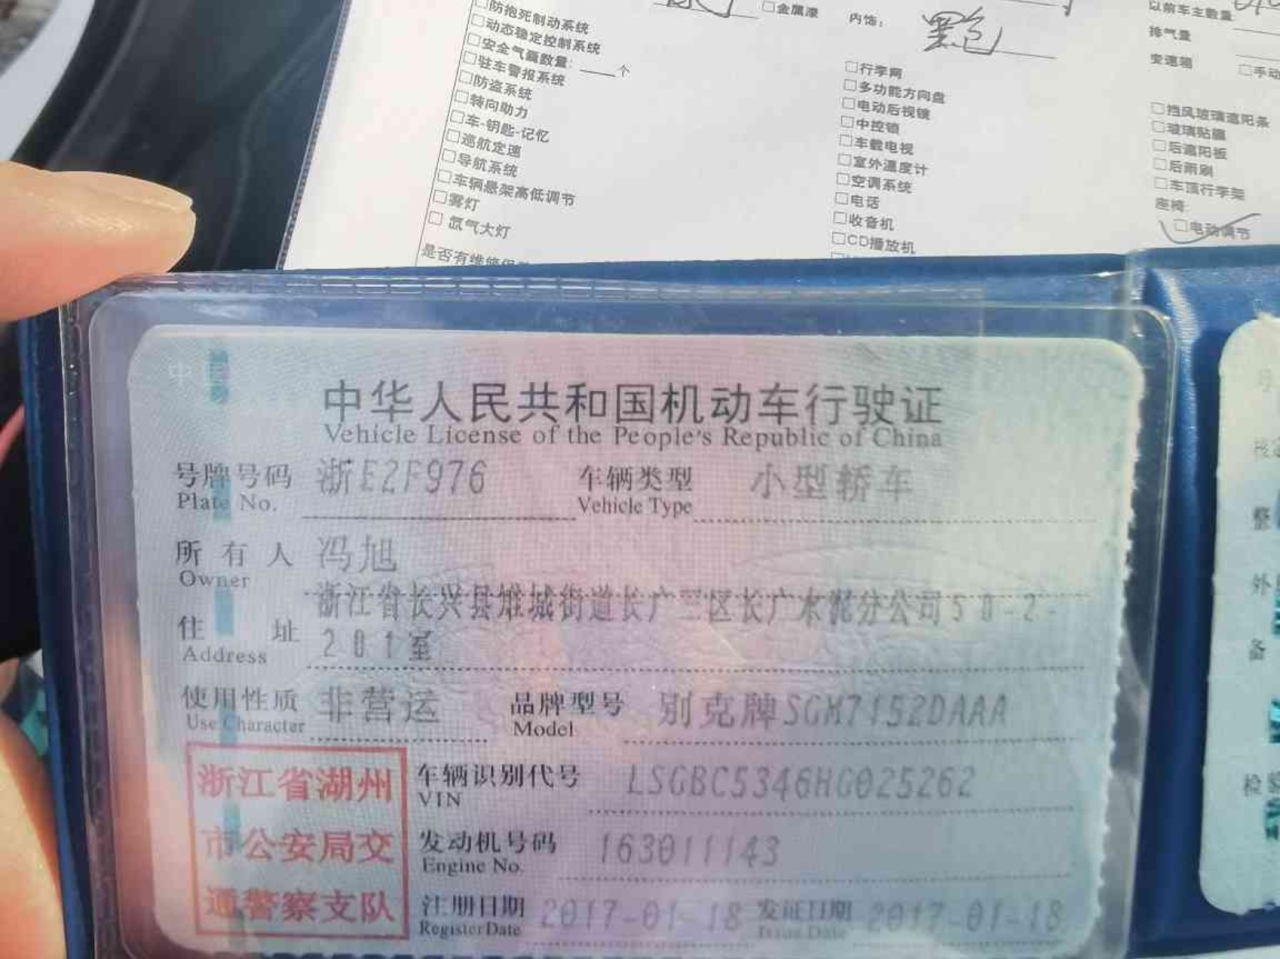 □防抱死制动系统
□动态稳定控制系统
□安全气囊数量: 个
□驻车警报系统
□防盗系统
□转向助力
□车-钥匙-记忆
□巡航定速
□导航系统
□车辆悬架高低调节
□雾灯
□氙气大灯
□金属漆
内饰: 黑色
□行李网
□多功能方向盘
□电动后视镜
□中控锁
□车载电视
□室外温度计
□空调系统
□电话
□收音机
□CD播放机
以前车主数量
排气量
变速箱 □手动
□挡风玻璃遮阳条
□玻璃贴膜
□后遮阳板
□后雨刷
□车顶行李架
座椅:
□电动调节
中华人民共和国机动车行驶证
Vehicle License of the People's Republic of China
号牌号码 浙E2F976 车辆类型 小型轿车
Plate No. Vehicle Type
所有人 冯旭
Owner
浙江省长兴县雉城街道长广三区长广水泥分公司50-2-
住址 201室
Address
使用性质 非营运 品牌型号 别克牌SGM7152DAAA
Use Character Model
浙江省湖州
市公安局交
通警察支队
车辆识别代号 LSGBC5346HG025262
VIN
发动机号码 163011143
Engine No.
注册日期 2017-01-18 发证日期 2017-01-18
Register Date Issue Date
整
外
备
检